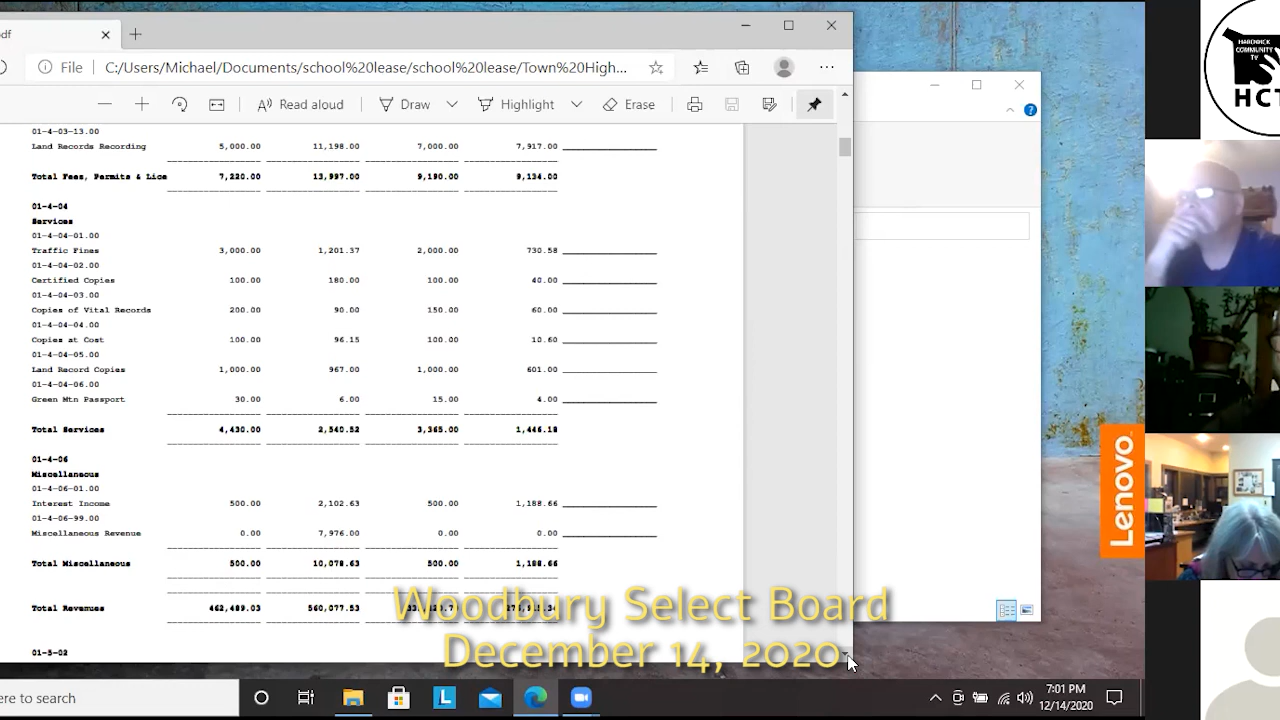 df
File C:/Users/Michael/Documents/school%20lease/school%20lease/Town%20High...
Read aloud Draw Highlight Erase
01-4-03-13.00
Land Records Recording 5,000.00 11,198.00 7,000.00 7,917.00
Total Fees, Permits & Lice 7,220.00 13,997.00 9,190.00 9,134.00
01-4-04
Services
01-4-04-01.00
Traffic Fines 3,000.00 1,201.37 2,000.00 730.58
01-4-04-02.00
Certified Copies 100.00 180.00 100.00 40.00
01-4-04-03.00
Copies of Vital Records 200.00 90.00 150.00 60.00
01-4-04-04.00
Copies at Cost 100.00 96.15 100.00 10.60
01-4-04-05.00
Land Record Copies 1,000.00 967.00 1,000.00 601.00
01-4-04-06.00
Green Mtn Passport 30.00 6.00 15.00 4.00
Total Services 4,430.00 2,540.52 3,365.00 1,446.18
01-4-06
Miscellaneous
01-4-06-01.00
Interest Income 500.00 2,102.63 500.00 1,188.66
01-4-06-99.00
Miscellaneous Revenue 0.00 7,976.00 0.00 0.00
Total Miscellaneous 500.00 10,078.63 500.00 1,188.66
Total Revenues 462,489.03 560,077.53
01-5-02
Woodbury Select Board
December 14, 2020
HARDWICK
COMMUNITY
TV
HCT
Lenovo
e to search
7:01 PM
12/14/2020